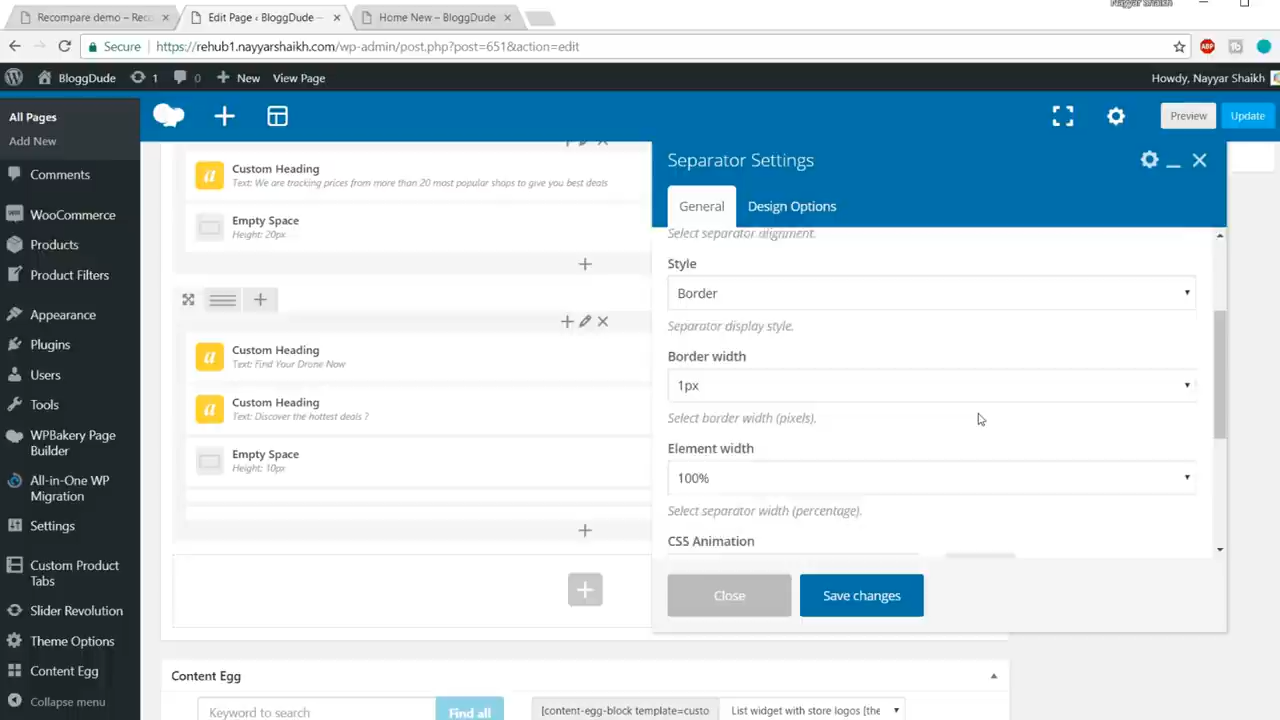 Nayyar Shaikh
Recompare demo – Reco
Edit Page ‹ BloggDude —
Home New – BloggDude
Secure
https://rehub1.nayyarshaikh.com/wp-admin/post.php?post=651&action=edit
ABP
BloggDude
1
0
New
View Page
Howdy, Nayyar Shaikh
All Pages
Add New
Comments
WooCommerce
Products
Product Filters
Appearance
Plugins
Users
Tools
WPBakery Page
Builder
All-in-One WP
Migration
Settings
Custom Product
Tabs
Slider Revolution
Theme Options
Content Egg
Collapse menu
Preview
Update
Custom Heading
Text: We are tracking prices from more than 20 most popular shops to give you best deals
Empty Space
Height: 20px
Custom Heading
Text: Find Your Drone Now
Custom Heading
Text: Discover the hottest deals ?
Empty Space
Height: 10px
Separator Settings
General
Design Options
Select separator alignment.
Style
Border
Separator display style.
Border width
1px
Select border width (pixels).
Element width
100%
Select separator width (percentage).
CSS Animation
Close
Save changes
Content Egg
Keyword to search
Find all
[content-egg-block template=custo
List widget with store logos [the